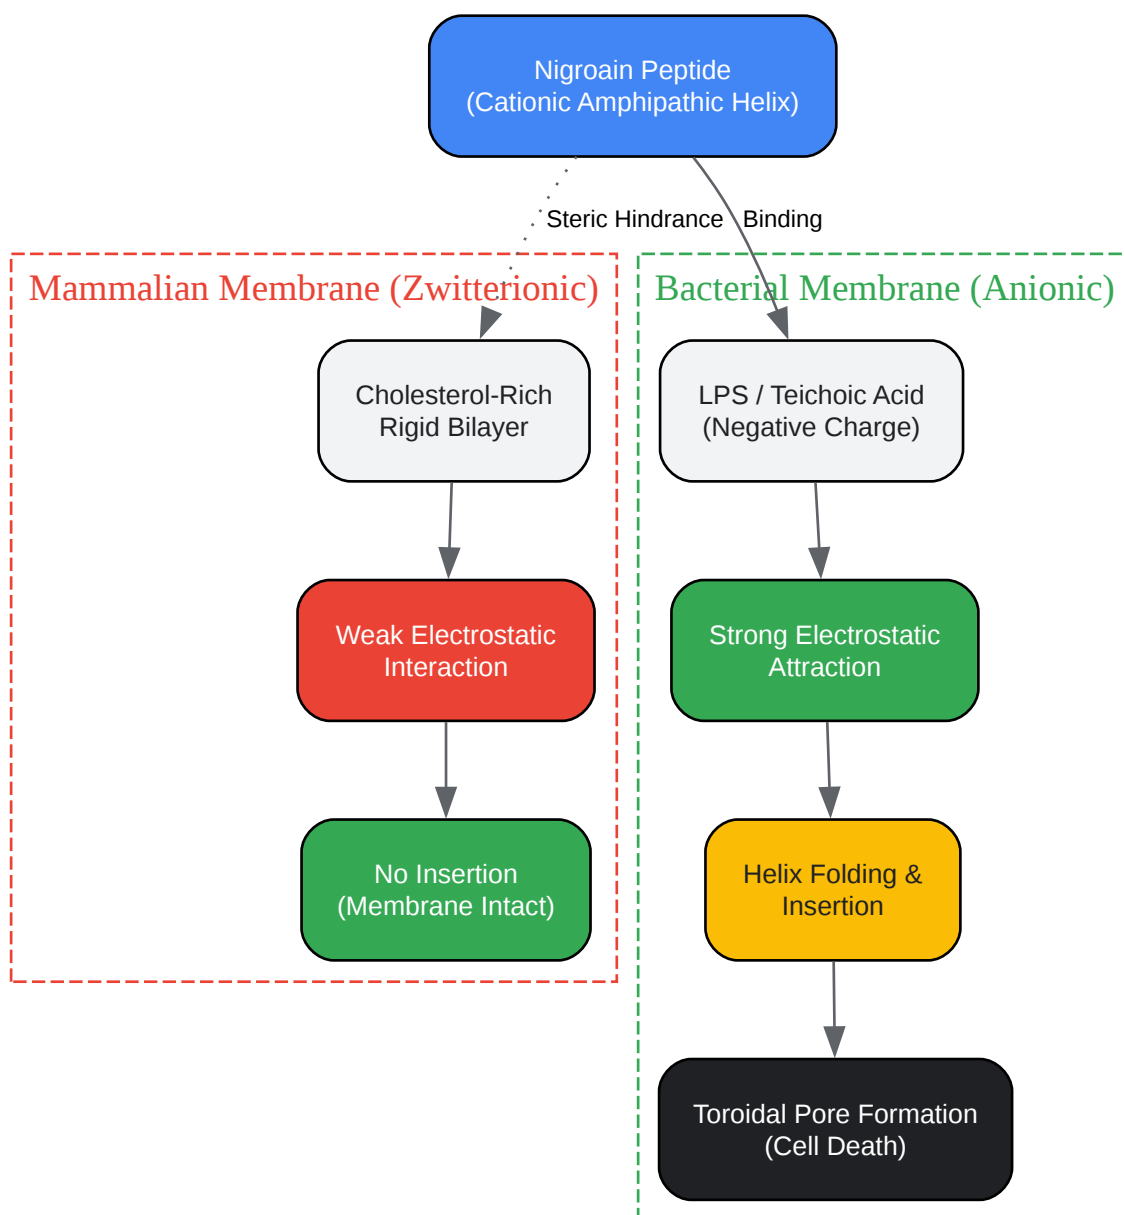 Nigroain Peptide
(Cationic Amphipathic Helix)
Steric Hindrance
Binding
Mammalian Membrane (Zwitterionic)
Cholesterol-Rich
Rigid Bilayer
Weak Electrostatic
Interaction
No Insertion
(Membrane Intact)
Bacterial Membrane (Anionic)
LPS / Teichoic Acid
(Negative Charge)
Strong Electrostatic
Attraction
Helix Folding &
Insertion
Toroidal Pore Formation
(Cell Death)